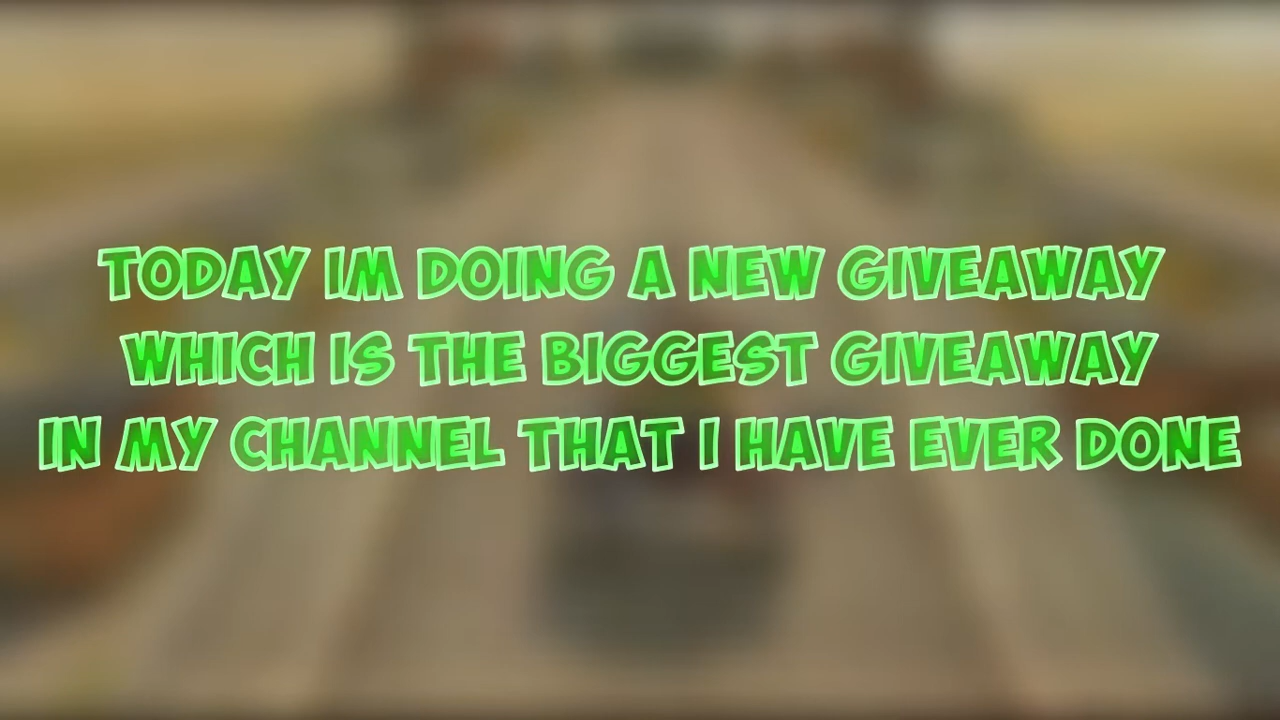 TODAY IM DOING A NEW GIVEAWAY
WHICH IS THE BIGGEST GIVEAWAY
IN MY CHANNEL THAT I HAVE EVER DONE